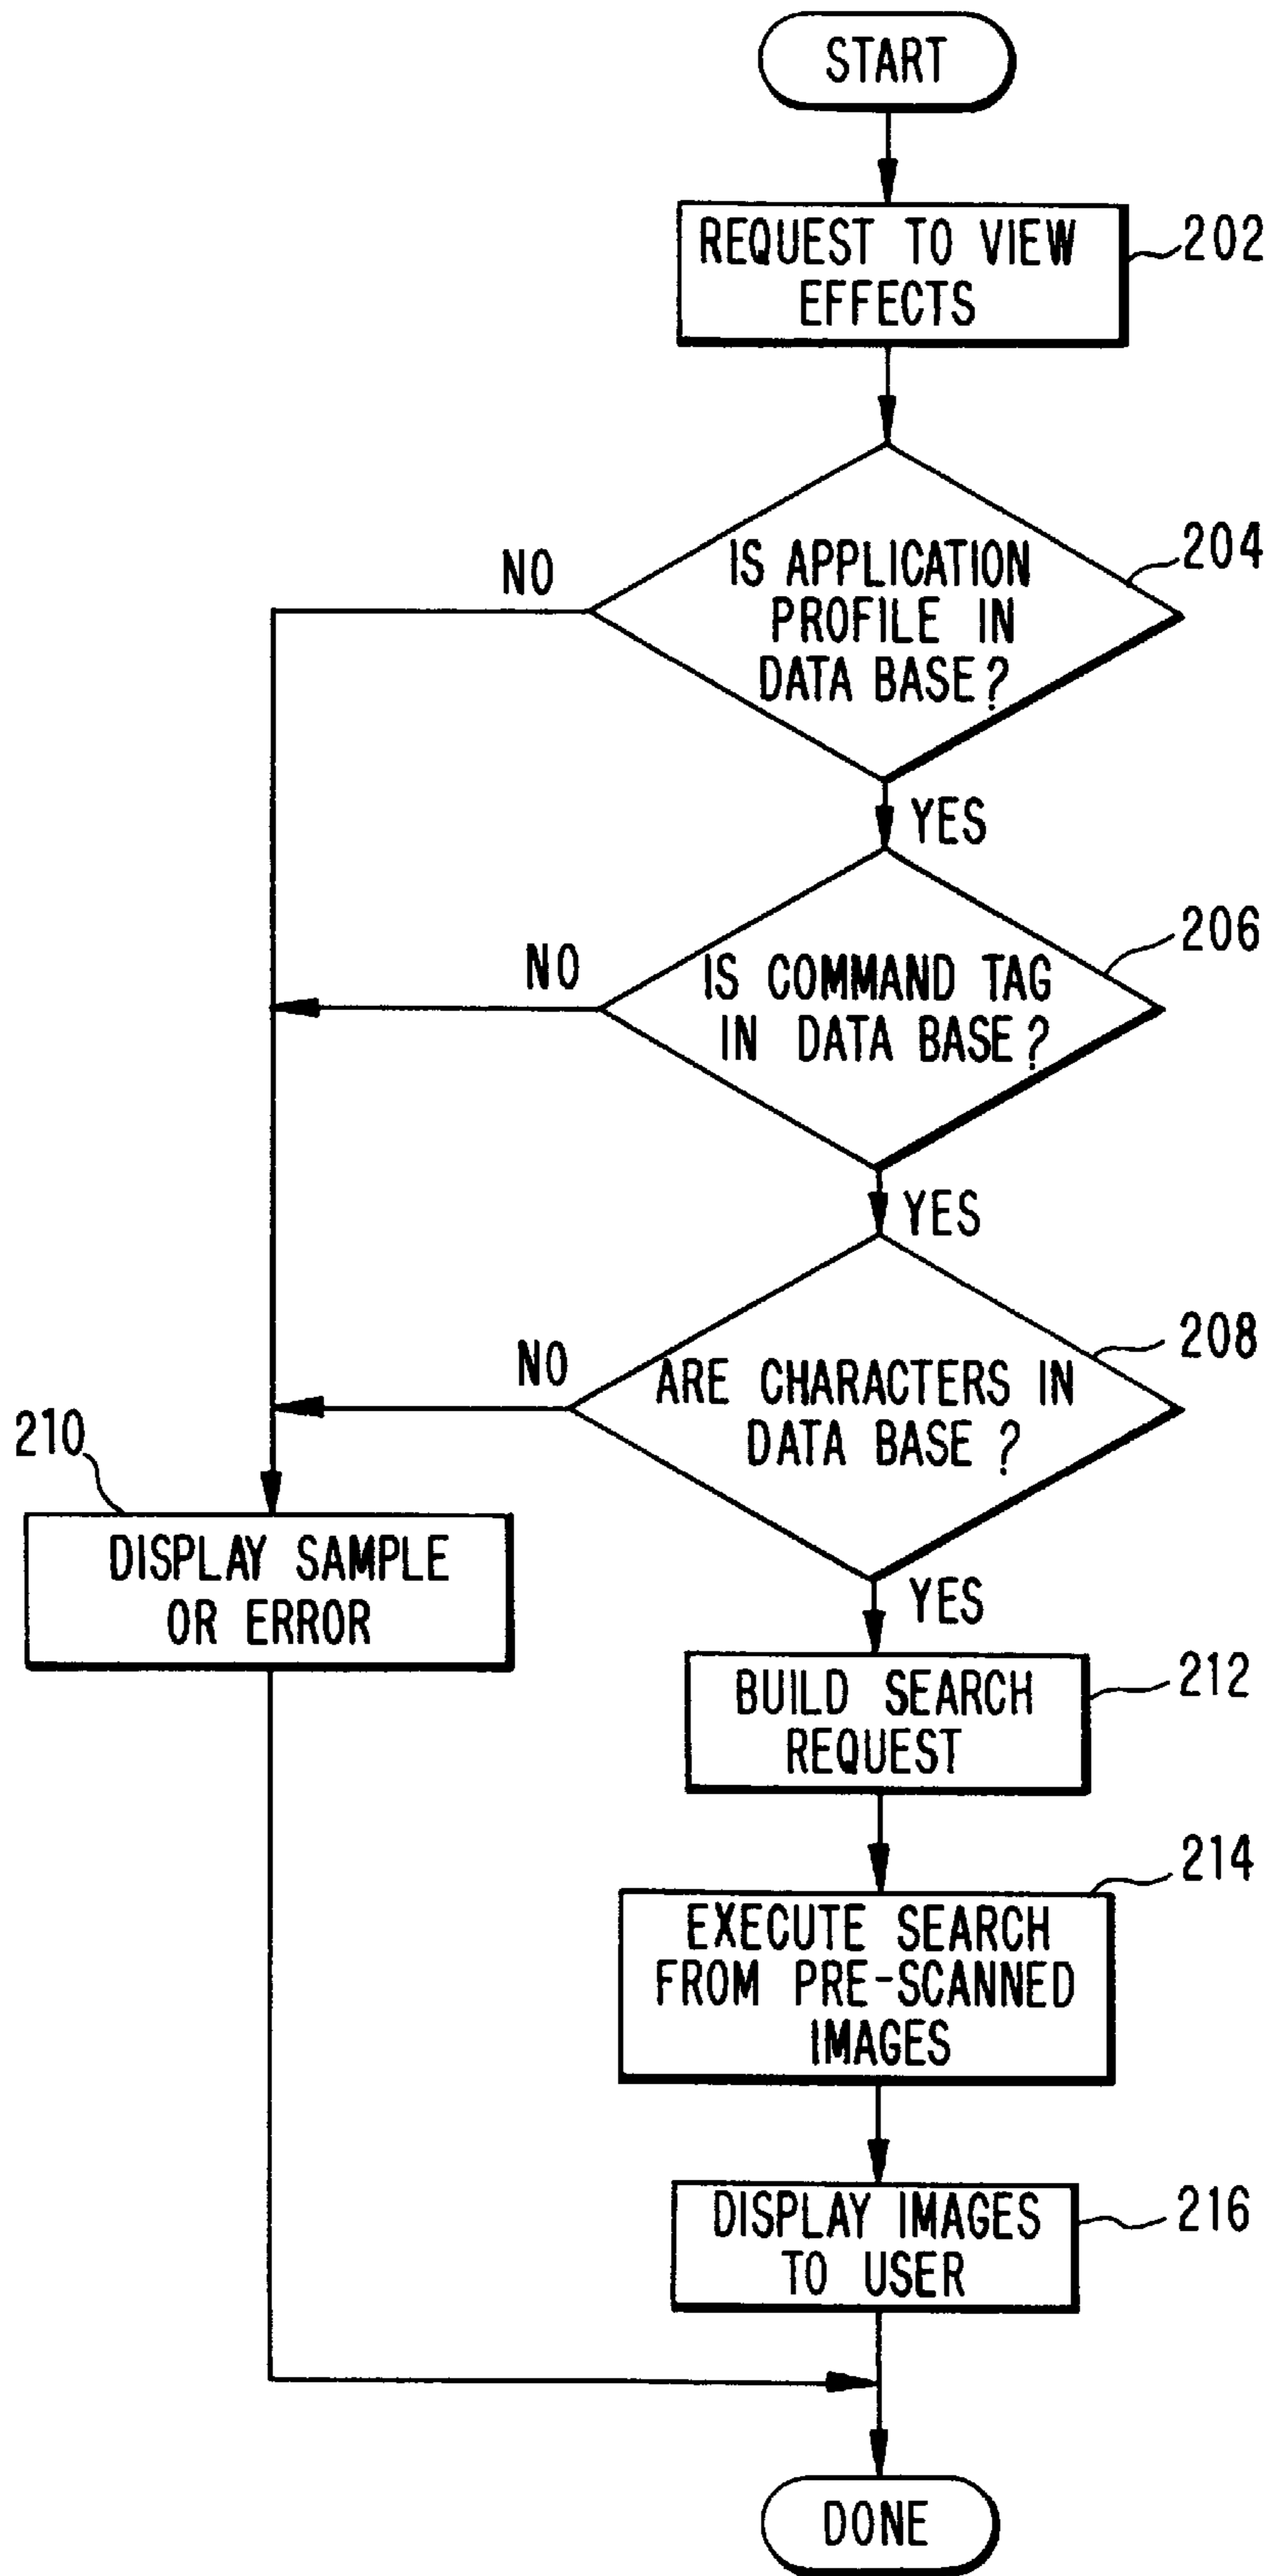 START
REQUEST TO VIEW
EFFECTS
202
IS APPLICATION
PROFILE IN
DATA BASE?
204
NO
YES
IS COMMAND TAG
IN DATA BASE?
206
NO
YES
ARE CHARACTERS IN
DATA BASE ?
208
NO
210
DISPLAY SAMPLE
OR ERROR
YES
BUILD SEARCH
REQUEST
212
EXECUTE SEARCH
FROM PRE-SCANNED
IMAGES
214
DISPLAY IMAGES
TO USER
216
DONE